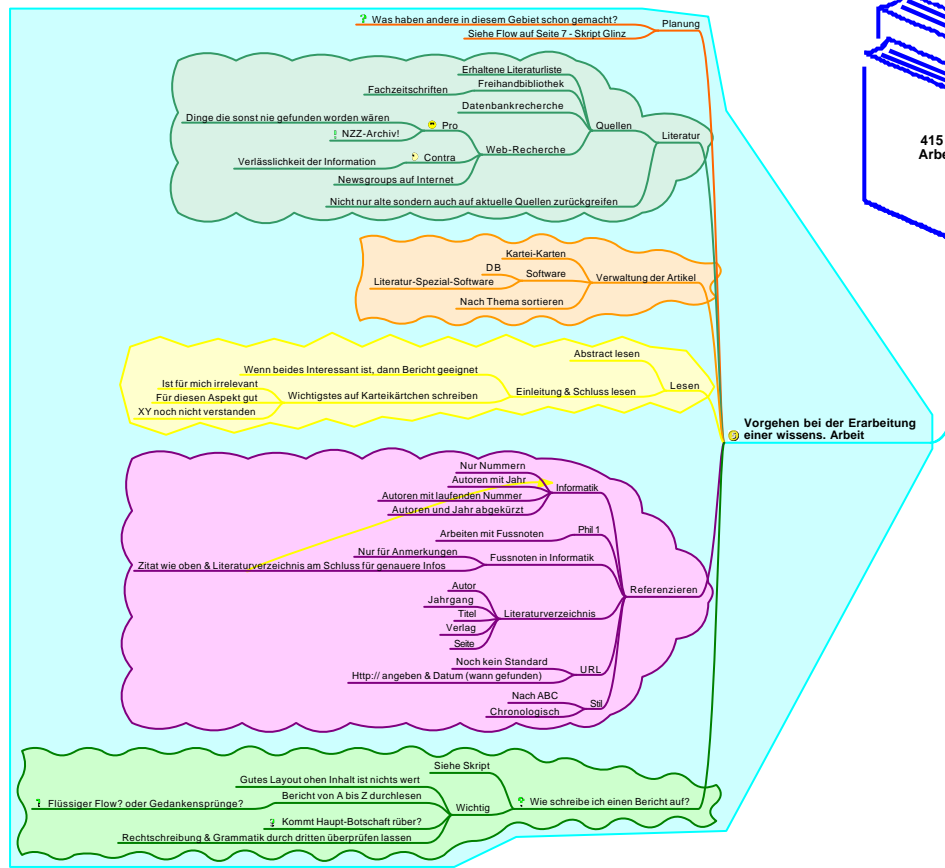 Was haben andere in diesem Gebiet schon gemacht?
Planung
Siehe Flow auf Seite 7 - Skript Glinz
Erhaltene Literaturliste
Freihandbibliothek
Fachzeitschriften
Datenbankrecherche
Dinge die sonst nie gefunden worden wären
Pro
Quellen
NZZ-Archiv!
Literatur
Web-Recherche
Verlässlichkeit der Information
Contra
Newsgroups auf Internet
Nicht nur alte sondern auch auf aktuelle Quellen zurückgreifen
415
Kartei-Karten
DB
Software
Verwaltung der Artikel
Literatur-Spezial-Software
Nach Thema sortieren
Abstract lesen
Wenn beides Interessant ist, dann Bericht geeignet
Lesen
Ist für mich irrelevant
Einleitung & Schluss lesen
Für diesen Aspekt gut
Wichtigstes auf Karteikärtchen schreiben
XY noch nicht verstanden
Vorgehen bei der Erarbeitung
einer wissens. Arbeit
Nur Nummern
Autoren mit Jahr
Informatik
Autoren mit laufenden Nummer
Autoren und Jahr abgekürzt
Arbeiten mit Fussnoten
Phil 1
Nur für Anmerkungen
Fussnoten in Informatik
Zitat wie oben & Literaturverzeichnis am Schluss für genauere Infos
Autor
Referenzieren
Jahrgang
Titel
Literaturverzeichnis
Verlag
Seite
Noch kein Standard
URL
Http:// angeben & Datum (wann gefunden)
Nach ABC
Stil
Chronologisch
Siehe Skript
Gutes Layout ohen Inhalt ist nichts wert
Bericht von A bis Z durchlesen
Flüssiger Flow? oder Gedankensprünge?
Wichtig
Wie schreibe ich einen Bericht auf?
Kommt Haupt-Botschaft rüber?
Rechtschreibung & Grammatik durch dritten überprüfen lassen